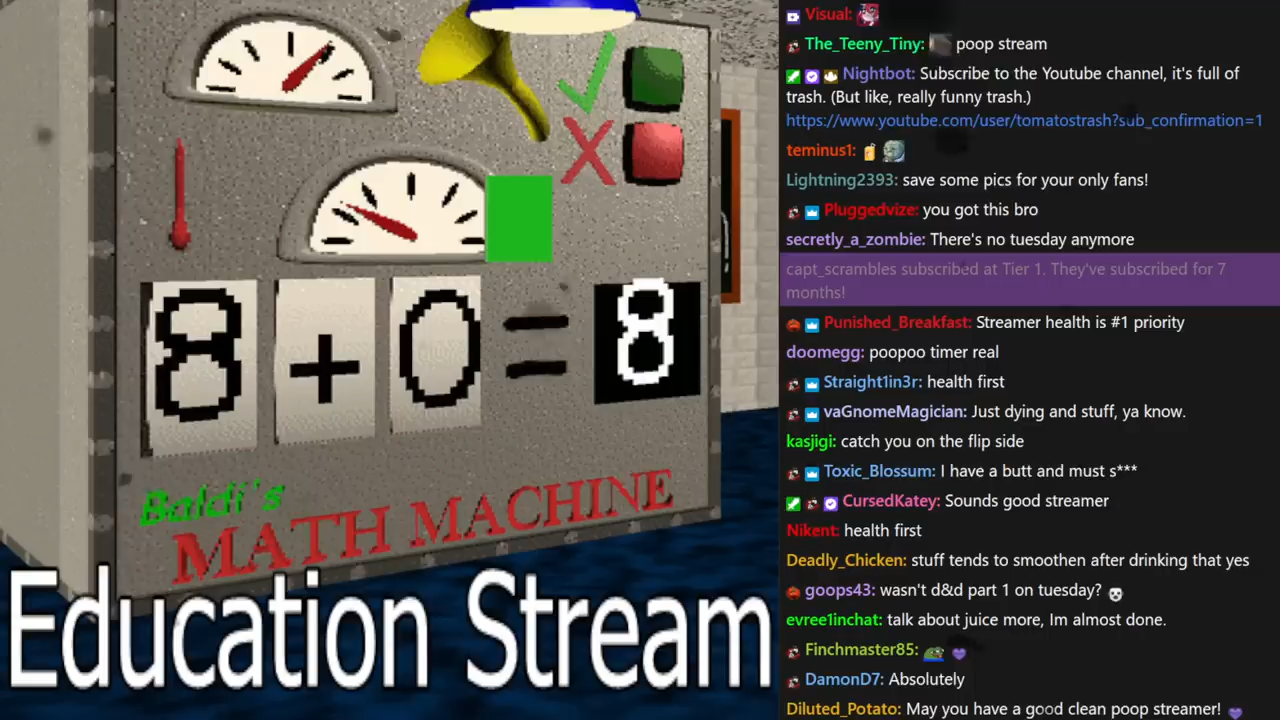 8 + 0 = 8
Baldi's
MATH MACHINE
Education Stream
Visual:
The_Teeny_Tiny: poop stream
Nightbot: Subscribe to the Youtube channel, it's full of
trash. (But like, really funny trash.)
https://www.youtube.com/user/tomatostrash?sub_confirmation=1
teminus1:
Lightning2393: save some pics for your only fans!
Pluggedvize: you got this bro
secretly_a_zombie: There's no tuesday anymore
capt_scrambles subscribed at Tier 1. They've subscribed for 7
months!
Punished_Breakfast: Streamer health is #1 priority
doomegg: poopoo timer real
Straight1in3r: health first
vaGnomeMagician: Just dying and stuff, ya know.
kasjigi: catch you on the flip side
Toxic_Blossum: I have a butt and must s***
CursedKatey: Sounds good streamer
Nikent: health first
Deadly_Chicken: stuff tends to smoothen after drinking that yes
goops43: wasn't d&d part 1 on tuesday?
evree1inchat: talk about juice more, Im almost done.
Finchmaster85:
DamonD7: Absolutely
Diluted_Potato: May you have a good clean poop streamer!